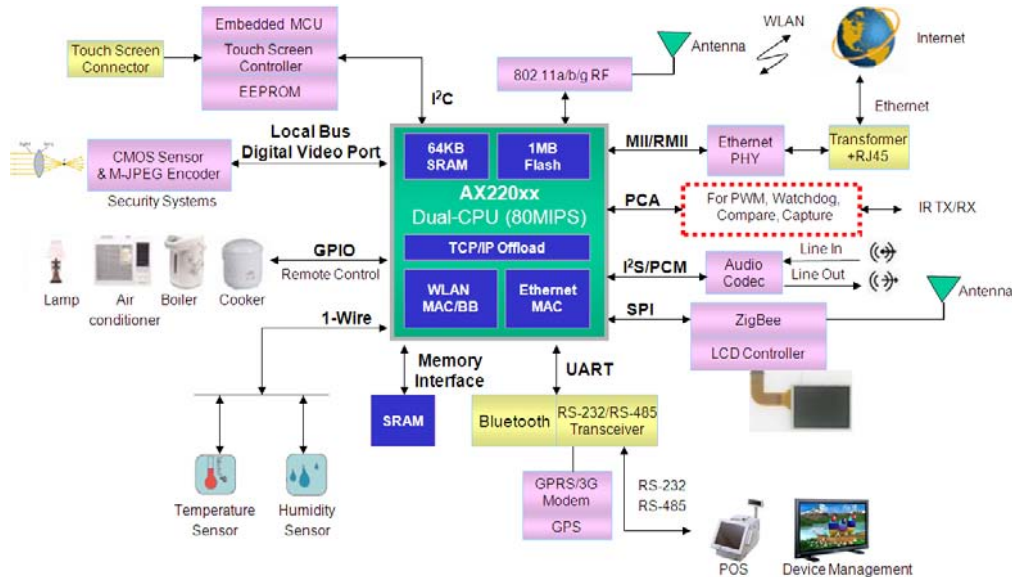 WLAN
Internet
Antenna
Touch Screen
Connector
Embedded MCU
Touch Screen
Controller
EEPROM
802.11a/b/g RF
I²C
Ethernet
Local Bus
Digital Video Port
CMOS Sensor
& M-JPEG Encoder
Security Systems
64KB
SRAM
1MB
Flash
MII/RMII
Ethernet
PHY
Transformer
+RJ45
AX220xx
Dual-CPU (80MIPS)
PCA
For PWM, Watchdog,
Compare, Capture
IR TX/RX
GPIO
Remote Control
TCP/IP Offload
I²S/PCM
Audio
Codec
Line In
Line Out
Lamp
Air
conditioner
Boiler
Cooker
WLAN
MAC/BB
Ethernet
MAC
SPI
ZigBee
LCD Controller
Antenna
1-Wire
Memory
Interface
UART
SRAM
Bluetooth
RS-232/RS-485
Transceiver
Temperature
Sensor
Humidity
Sensor
GPRS/3G
Modem
GPS
RS-232
RS-485
POS
Device Management